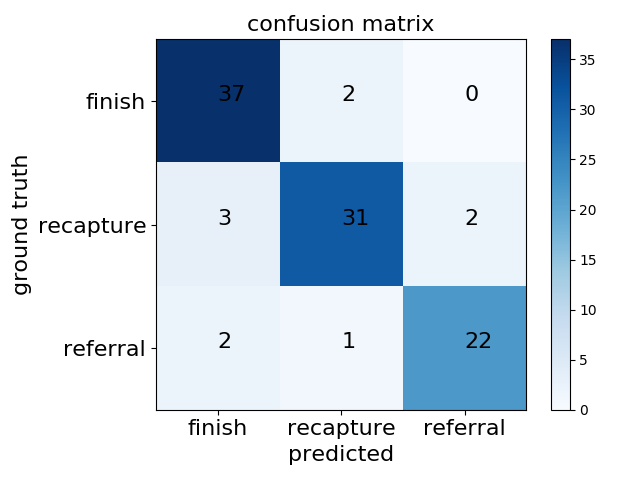 confusion matrix
finish 37 2 0
recapture 3 31 2
referral 2 1 22
ground truth
finish recapture referral
predicted
35
30
25
20
15
10
5
0